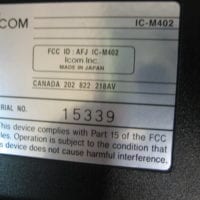 COM IC-M402
FCC ID : AFJ IC-M402
Icom Inc.
MADE IN JAPAN
CANADA 202 822 218AV
SERIAL NO. 15339
This device complies with Part 15 of the FCC
les. Operation is subject to the condition that
s device does not cause harmful interference.